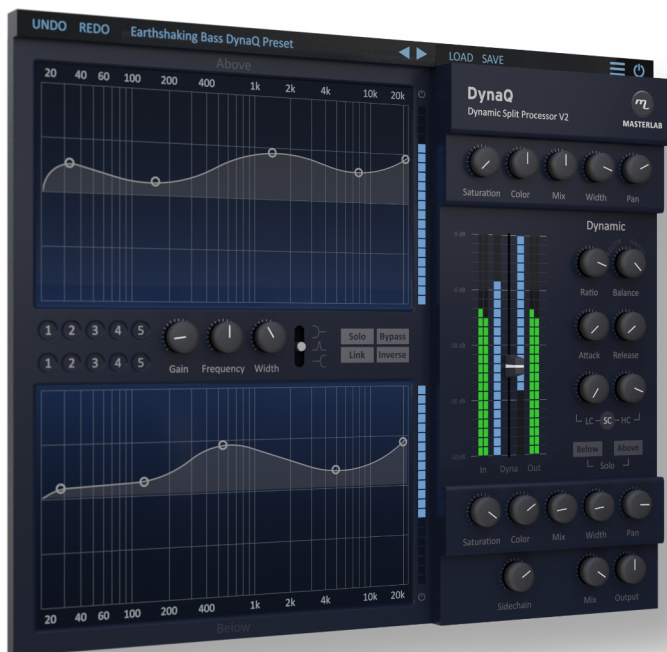 UNDO REDO Earthshaking Bass DynaQ Preset LOAD SAVE
Above
20 40 60 100 200 400 1k 2k 4k 10k 20k
DynaQ
Dynamic Split Processor V2
MASTERLAB
Saturation Color Mix Width Pan
Dynamic
Ratio Balance
Attack Release
LC SC HC
Below Above
Solo
In Dyna Out
1 2 3 4 5
1 2 3 4 5
Gain Frequency Width
Solo Bypass
Link Inverse
Saturation Color Mix Width Pan
Sidechain Mix Output
20 40 60 100 200 400 1k 2k 4k 10k 20k
Below